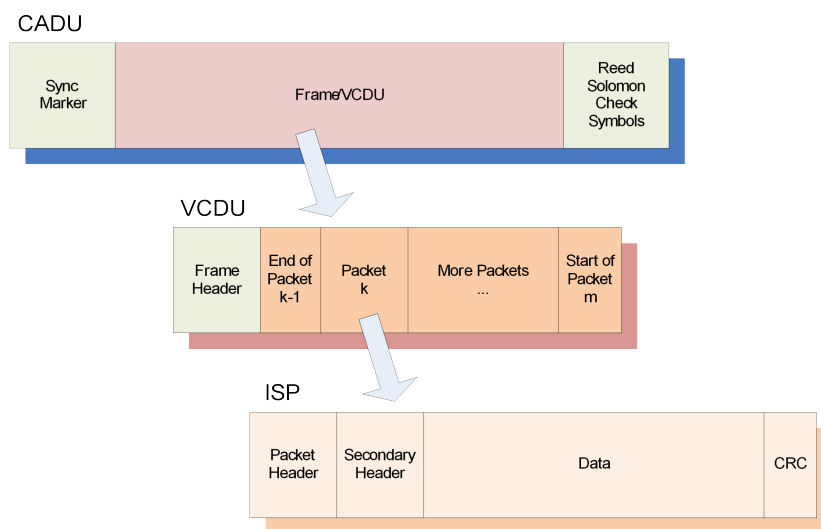 CADU
Sync
Marker
Frame/VCDU
Reed
Solomon
Check
Symbols
VCDU
Frame
Header
End of
Packet
k-1
Packet
k
More Packets
...
Start of
Packet
m
ISP
Packet
Header
Secondary
Header
Data
CRC